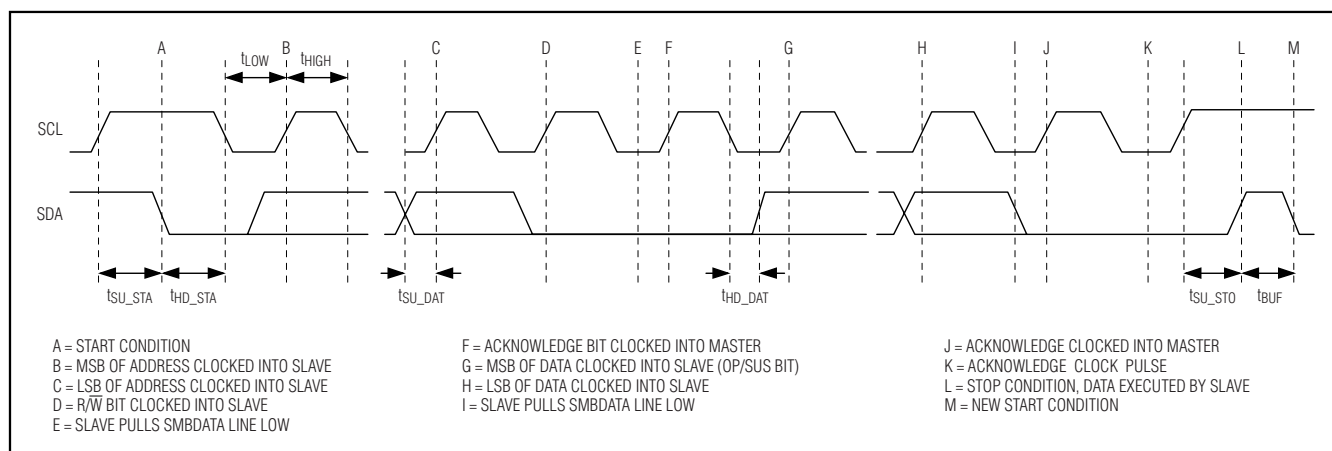 A B C D E F G H I J K L M
tLOW tHIGH
SCL
SDA
tSU_STA tHD_STA tSU_DAT tHD_DAT tSU_STO tBUF
A = START CONDITION
B = MSB OF ADDRESS CLOCKED INTO SLAVE
C = LSB OF ADDRESS CLOCKED INTO SLAVE
D = R/W̅ BIT CLOCKED INTO SLAVE
E = SLAVE PULLS SMBDATA LINE LOW
F = ACKNOWLEDGE BIT CLOCKED INTO MASTER
G = MSB OF DATA CLOCKED INTO SLAVE (OP/SUS BIT)
H = LSB OF DATA CLOCKED INTO SLAVE
I = SLAVE PULLS SMBDATA LINE LOW
J = ACKNOWLEDGE CLOCKED INTO MASTER
K = ACKNOWLEDGE CLOCK PULSE
L = STOP CONDITION, DATA EXECUTED BY SLAVE
M = NEW START CONDITION